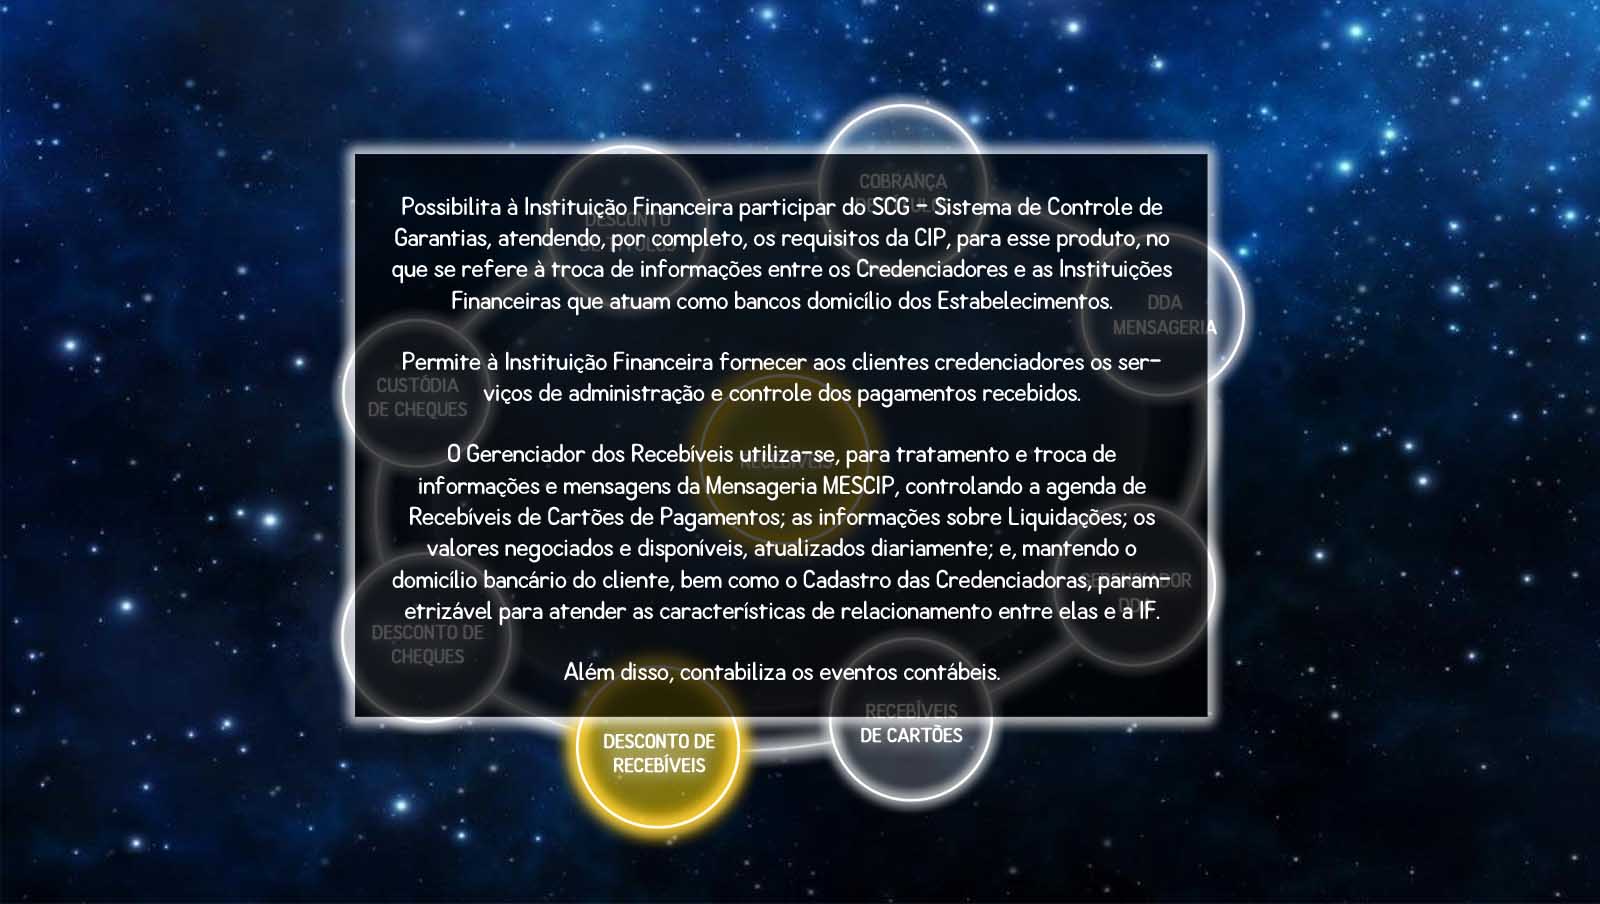 COBRANÇA
DESCONTO
Possibilita à Instituição Financeira participar do SCG - Sistema de Controle de
Garantias, atendendo, por completo, os requisitos da CIP, para esse produto, no
que se refere à troca de informações entre os Credenciadores e as Instituições
Financeiras que atuam como bancos domicílio dos Estabelecimentos.
DDA
MENSAGERIA
Permite à Instituição Financeira fornecer aos clientes credenciadores os ser-
viços de administração e controle dos pagamentos recebidos.
CUSTÓDIA
DE CHEQUES
RECEBÍVEIS
O Gerenciador dos Recebíveis utiliza-se, para tratamento e troca de
informações e mensagens da Mensageria MESCIP, controlando a agenda de
Recebíveis de Cartões de Pagamentos; as informações sobre Liquidações; os
valores negociados e disponíveis, atualizados diariamente; e, mantendo o
domicílio bancário do cliente, bem como o Cadastro das Credenciadoras, param-
etrizável para atender as características de relacionamento entre elas e a IF.
GERENCIADOR
DDA
DESCONTO DE
CHEQUES
Além disso, contabiliza os eventos contábeis.
DESCONTO DE
RECEBÍVEIS
RECEBÍVEIS
DE CARTÕES